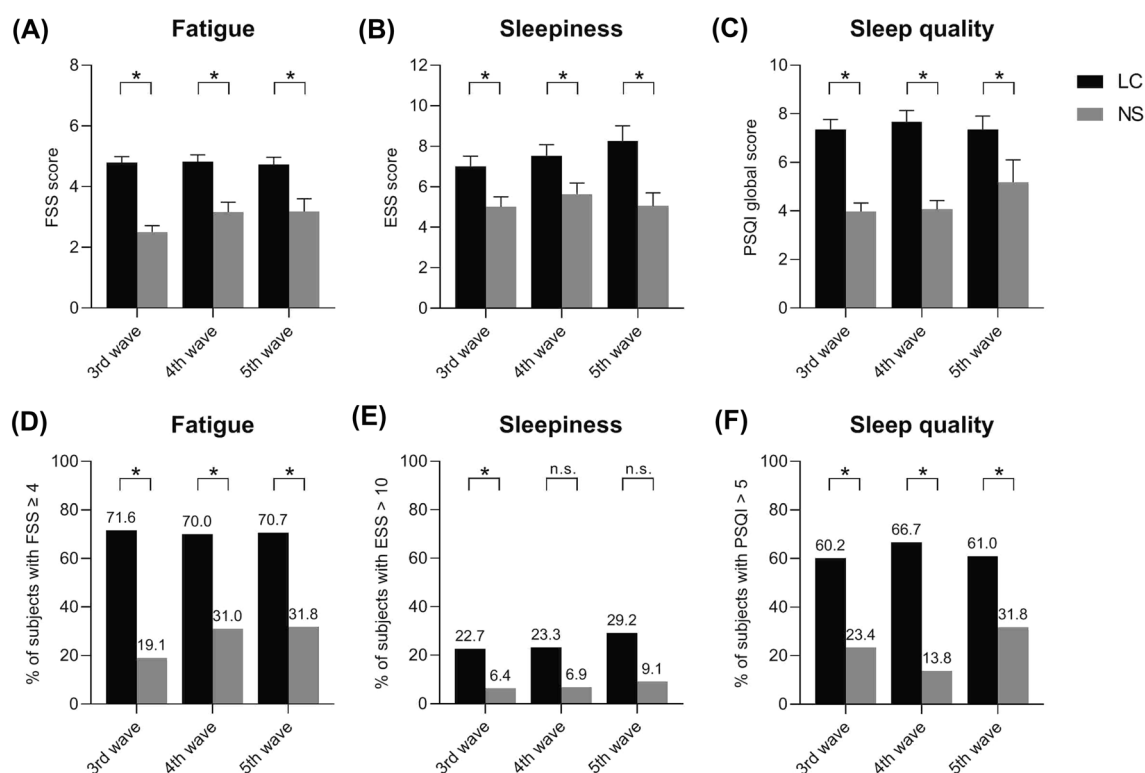 (A) Fatigue
FSS score
8
6
4
2
0
* * *
3rd wave
4th wave
5th wave
(B) Sleepiness
ESS score
12
10
8
6
4
2
0
* * *
3rd wave
4th wave
5th wave
(C) Sleep quality
PSQI global score
10
8
6
4
2
0
* * *
3rd wave
4th wave
5th wave
LC
NS
(D) Fatigue
% of subjects with FSS ≥ 4
100
80
60
40
20
0
* * *
71.6 19.1 70.0 31.0 70.7 31.8
3rd wave
4th wave
5th wave
(E) Sleepiness
% of subjects with ESS > 10
100
80
60
40
20
0
* n.s. n.s.
22.7 6.4 23.3 6.9 29.2 9.1
3rd wave
4th wave
5th wave
(F) Sleep quality
% of subjects with PSQI > 5
100
80
60
40
20
0
* * *
60.2 23.4 66.7 13.8 61.0 31.8
3rd wave
4th wave
5th wave